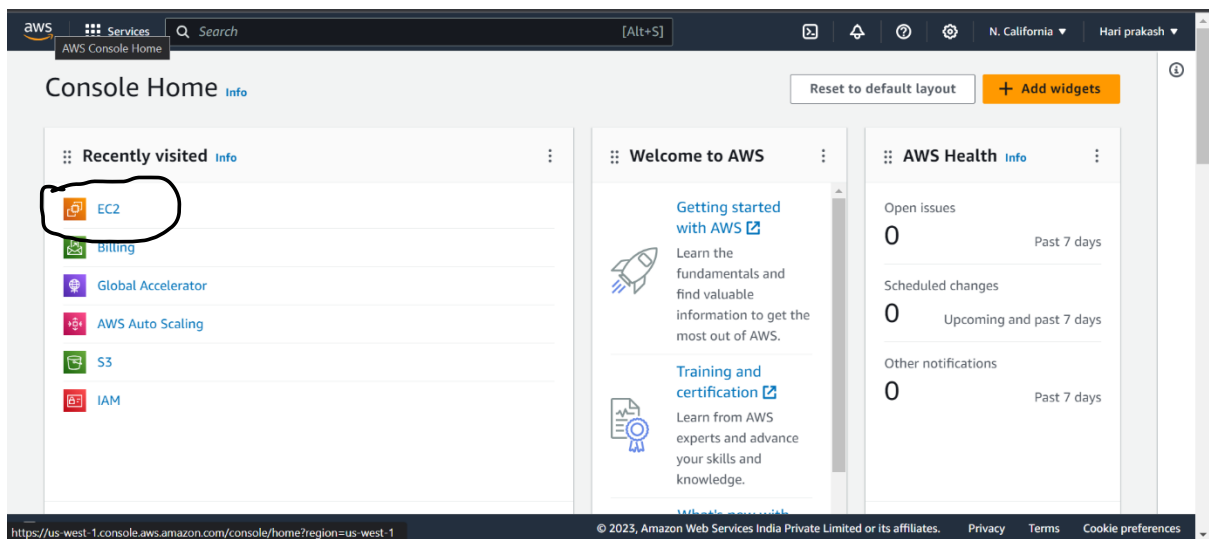 aws
Services
Search
[Alt+S]
N. California ▼
Hari prakash ▼
AWS Console Home
Console Home Info
Reset to default layout
+ Add widgets
Recently visited Info
EC2
Billing
Global Accelerator
AWS Auto Scaling
S3
IAM
Welcome to AWS
Getting started
with AWS
Learn the
fundamentals and
find valuable
information to get the
most out of AWS.
Training and
certification
Learn from AWS
experts and advance
your skills and
knowledge.
What's new with
AWS Health Info
Open issues
0
Past 7 days
Scheduled changes
0
Upcoming and past 7 days
Other notifications
0
Past 7 days
https://us-west-1.console.aws.amazon.com/console/home?region=us-west-1
© 2023, Amazon Web Services India Private Limited or its affiliates.
Privacy
Terms
Cookie preferences